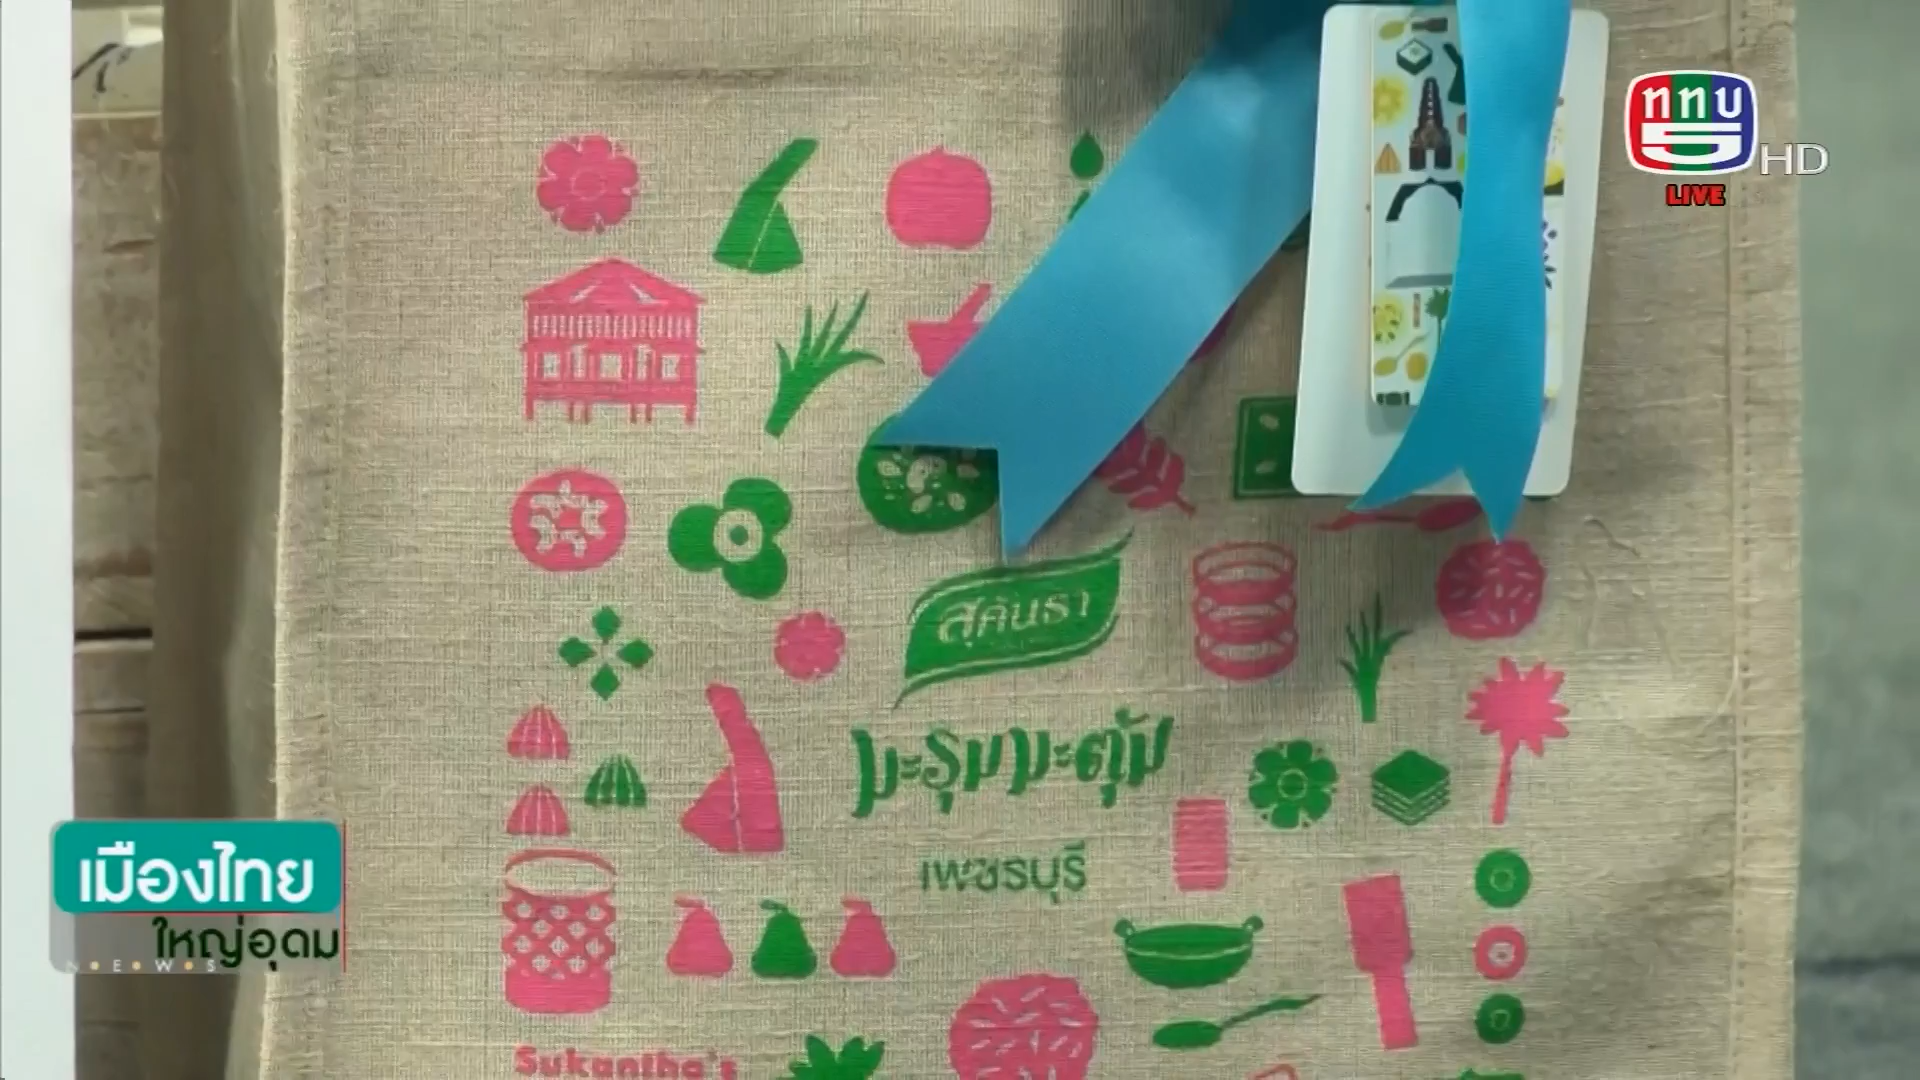 ททบ
5
HD
LIVE
สุคันธา
มะรุมมะตุ้ม
เพชรบุรี
เมืองไทย
ใหญ่อุดม
N•E•W•S
Sukantha's